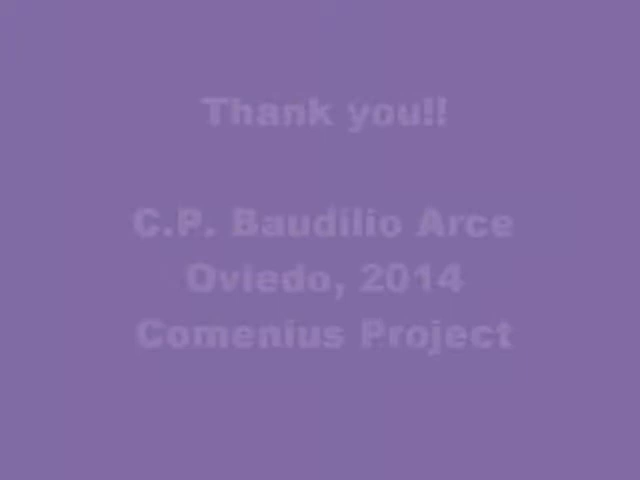 Thank you!!
C.P. Baudilio Arce
Oviedo, 2014
Comenius Project